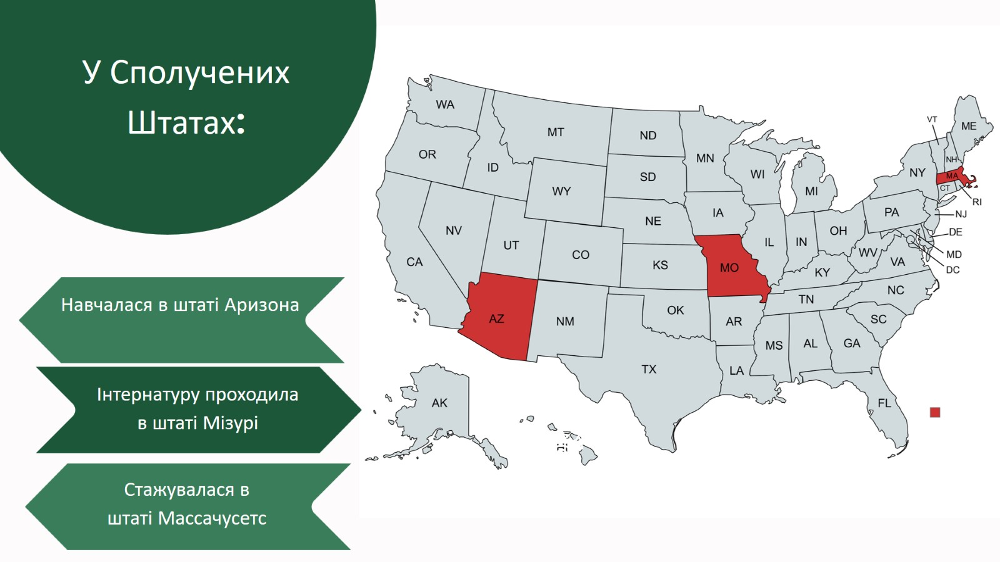 У Сполучених
Штатах:
Навчалася в штаті Аризона
Інтернатуру проходила
в штаті Мізурі
Стажувалася в
штаті Массачусетс
WA
OR
CA
NV
ID
MT
WY
UT
CO
AZ
NM
ND
SD
NE
KS
OK
TX
MN
IA
MO
AR
LA
WI
IL
MI
IN
OH
KY
TN
MS
AL
GA
FL
SC
NC
VA
WV
PA
NY
VT
NH
ME
MA
CT
RI
NJ
DE
MD
DC
AK
HI